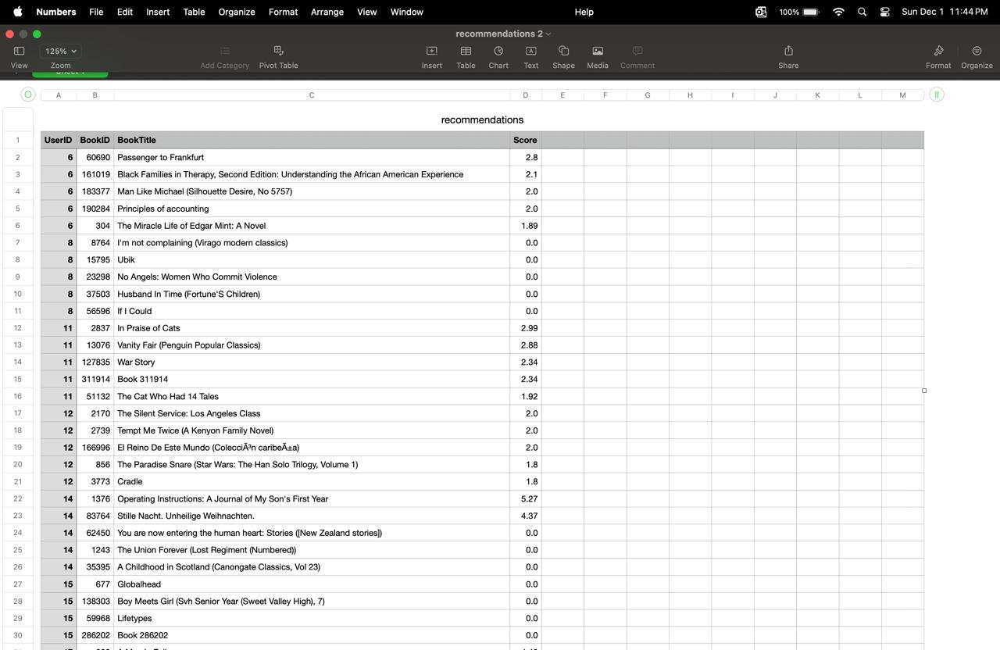 Numbers File Edit Insert Table Organize Format Arrange View Window Help 100% Sun Dec 1 11:44 PM
recommendations 2
125%
View Zoom Add Category Pivot Table Insert Table Chart Text Shape Media Comment Share Format Organize
A B C D E F G H I J K L M
recommendations
1 UserID BookID BookTitle Score
2 6 60690 Passenger to Frankfurt 2.8
3 6 161019 Black Families in Therapy, Second Edition: Understanding the African American Experience 2.1
4 6 183377 Man Like Michael (Silhouette Desire, No 5757) 2.0
5 6 190284 Principles of accounting 2.0
6 6 304 The Miracle Life of Edgar Mint: A Novel 1.89
7 8 8764 I'm not complaining (Virago modern classics) 0.0
8 8 15795 Ubik 0.0
9 8 23298 No Angels: Women Who Commit Violence 0.0
10 8 37503 Husband In Time (Fortune'S Children) 0.0
11 8 56596 If I Could 0.0
12 11 2837 In Praise of Cats 2.99
13 11 13076 Vanity Fair (Penguin Popular Classics) 2.88
14 11 127835 War Story 2.34
15 11 311914 Book 311914 2.34
16 11 51132 The Cat Who Had 14 Tales 1.92
17 12 2170 The Silent Service: Los Angeles Class 2.0
18 12 2739 Tempt Me Twice (A Kenyon Family Novel) 2.0
19 12 166996 El Reino De Este Mundo (ColecciÃ³n caribeÃ±a) 2.0
20 12 856 The Paradise Snare (Star Wars: The Han Solo Trilogy, Volume 1) 1.8
21 12 3773 Cradle 1.8
22 14 1376 Operating Instructions: A Journal of My Son's First Year 5.27
23 14 83764 Stille Nacht. Unheilige Weihnachten. 4.37
24 14 62450 You are now entering the human heart: Stories ([New Zealand stories]) 0.0
25 14 1243 The Union Forever (Lost Regiment (Numbered)) 0.0
26 14 35395 A Childhood in Scotland (Canongate Classics, Vol 23) 0.0
27 15 677 Globalhead 0.0
28 15 138303 Boy Meets Girl (Svh Senior Year (Sweet Valley High), 7) 0.0
29 15 59968 Lifetypes 0.0
30 15 286202 Book 286202 0.0